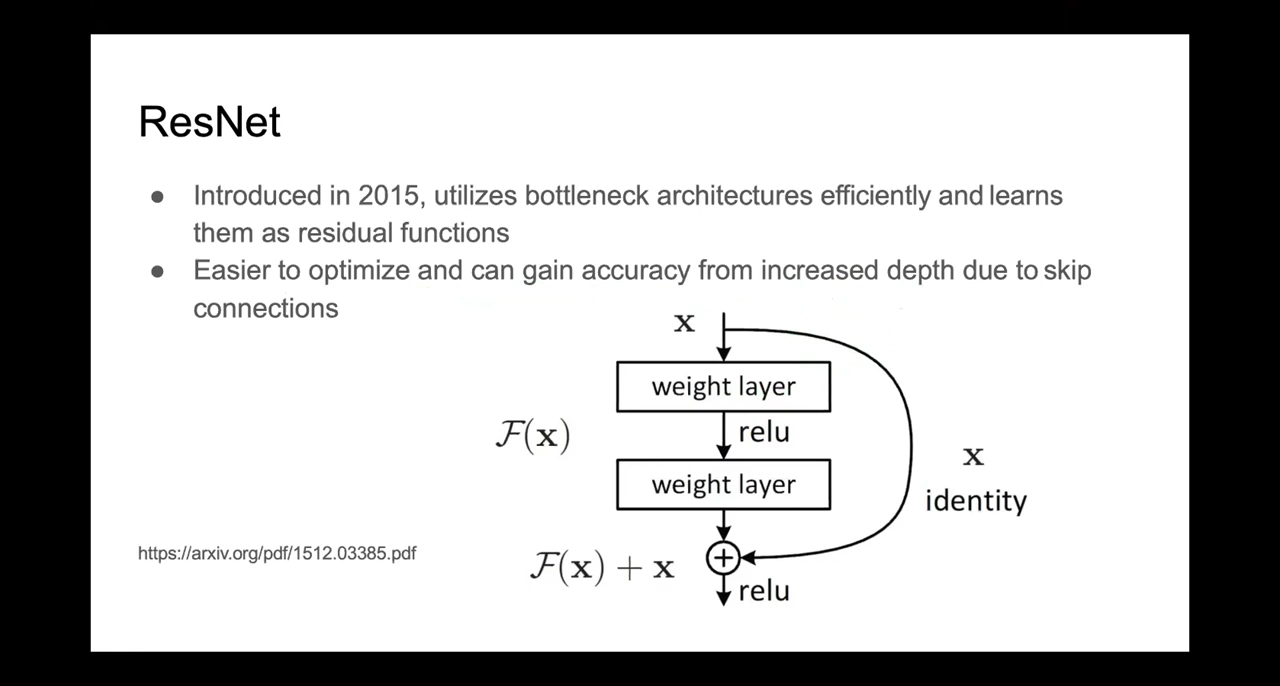 ResNet
● Introduced in 2015, utilizes bottleneck architectures efficiently and learns
them as residual functions
● Easier to optimize and can gain accuracy from increased depth due to skip
connections
x
weight layer
F(x)
relu
x
weight layer
identity
https://arxiv.org/pdf/1512.03385.pdf
F(x) + x
+
relu